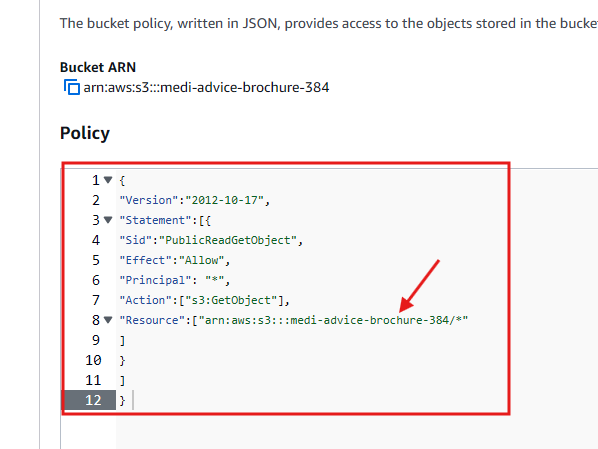 The bucket policy, written in JSON, provides access to the objects stored in the bucke
Bucket ARN
arn:aws:s3:::medi-advice-brochure-384
Policy
1 {
2 "Version":"2012-10-17",
3 "Statement":[{
4 "Sid":"PublicReadGetObject",
5 "Effect":"Allow",
6 "Principal": "*",
7 "Action":["s3:GetObject"],
8 "Resource":["arn:aws:s3:::medi-advice-brochure-384/*"
9 ]
10 }
11 ]
12 }